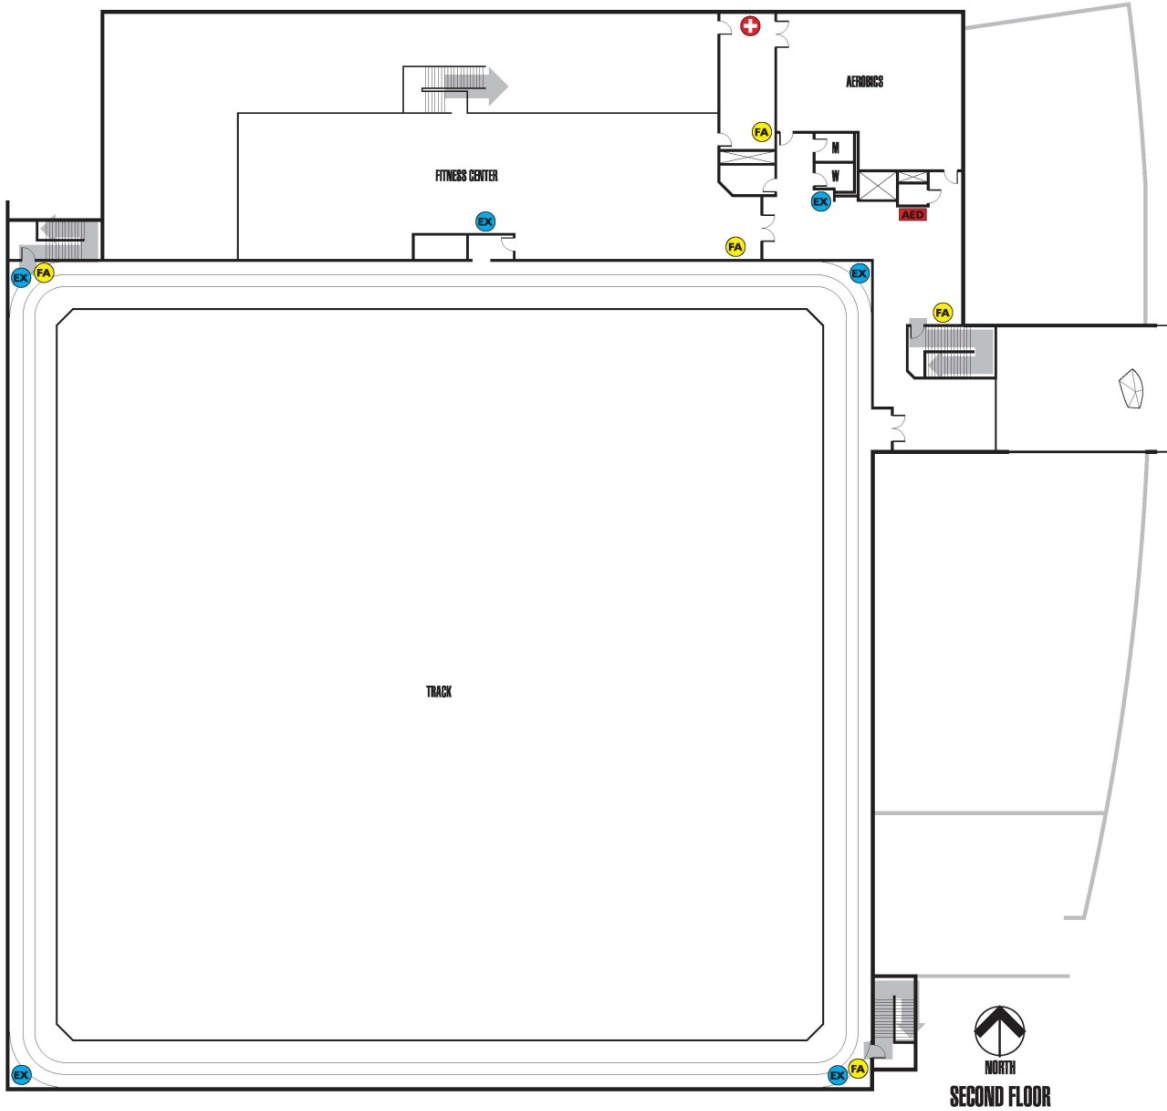 AEROBICS
FA
M
FITNESS CENTER
W
EX
EX
AED
FA
EX
FA
EX
FA
TRACK
EX
EX
FA
NORTH
SECOND FLOOR